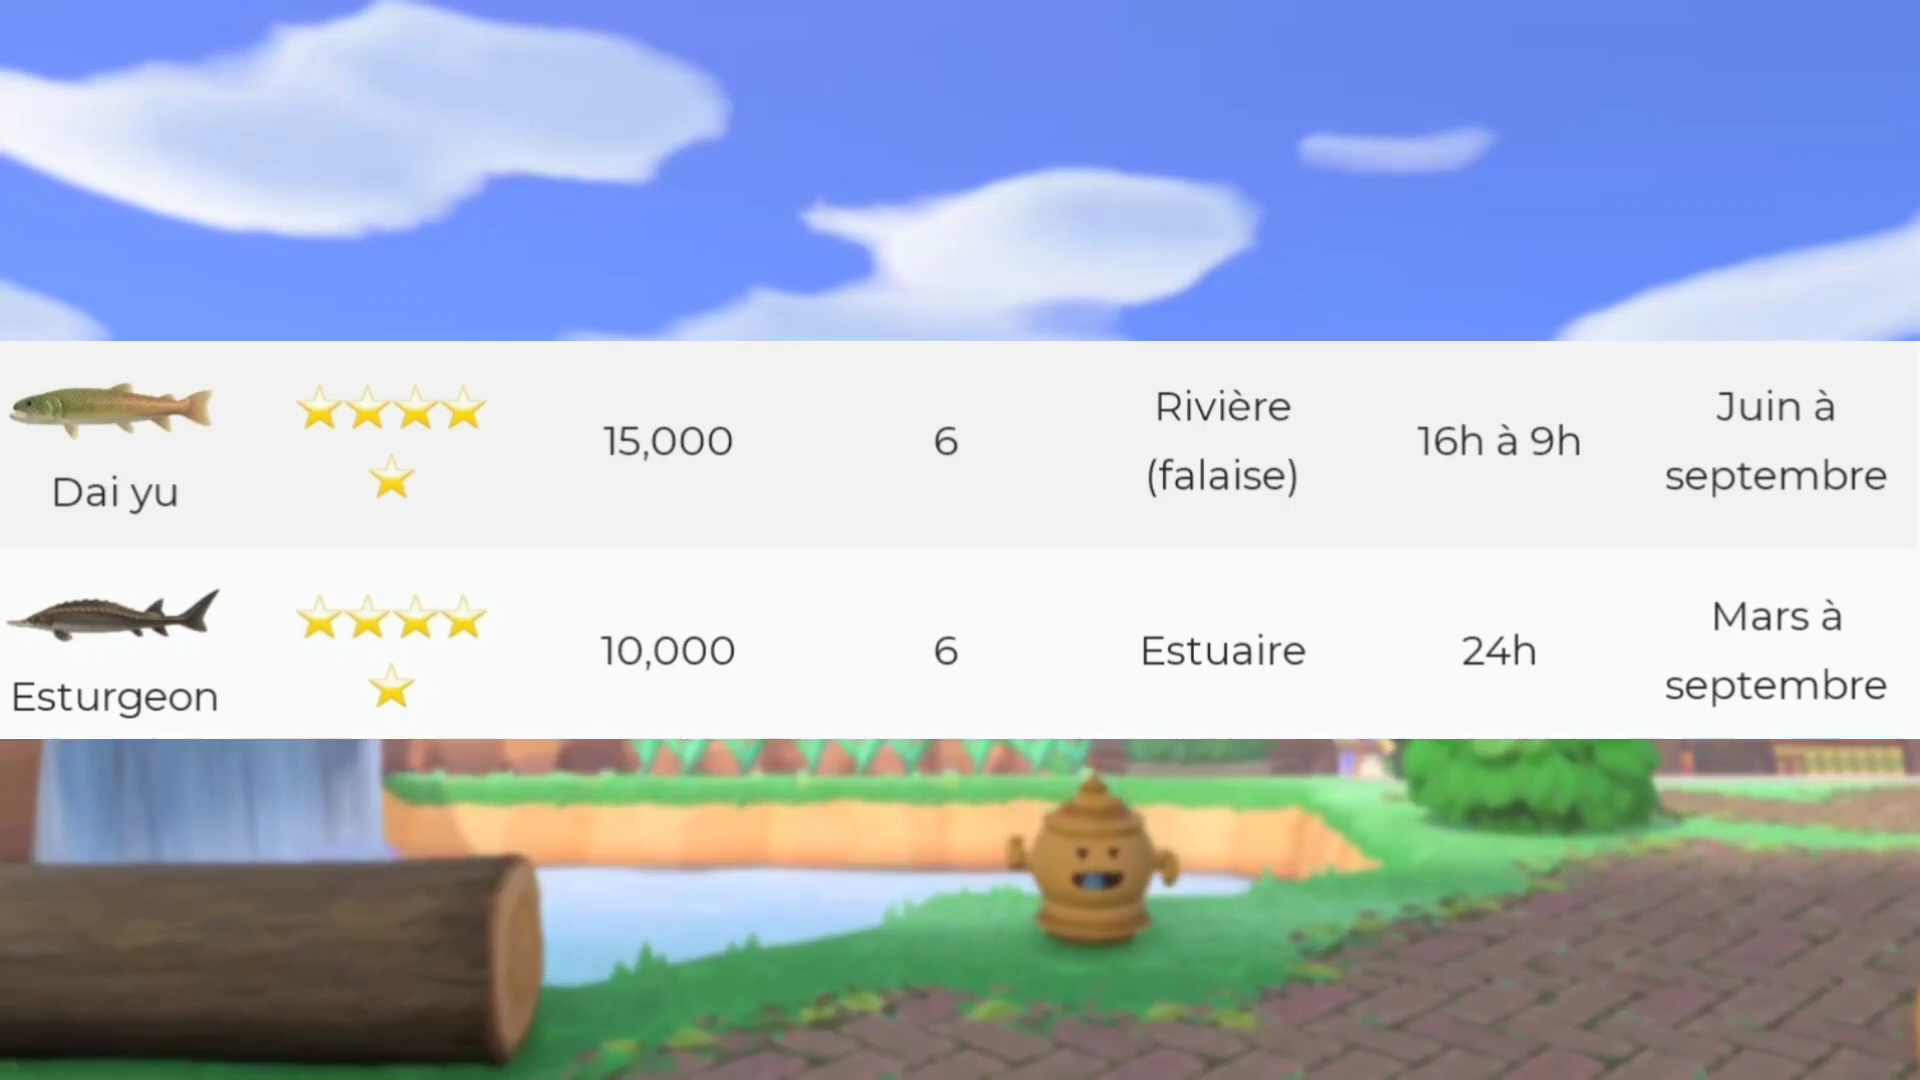 Dai yu
15,000
6
Rivière
(falaise)
16h à 9h
Juin à
septembre
Esturgeon
10,000
6
Estuaire
24h
Mars à
septembre